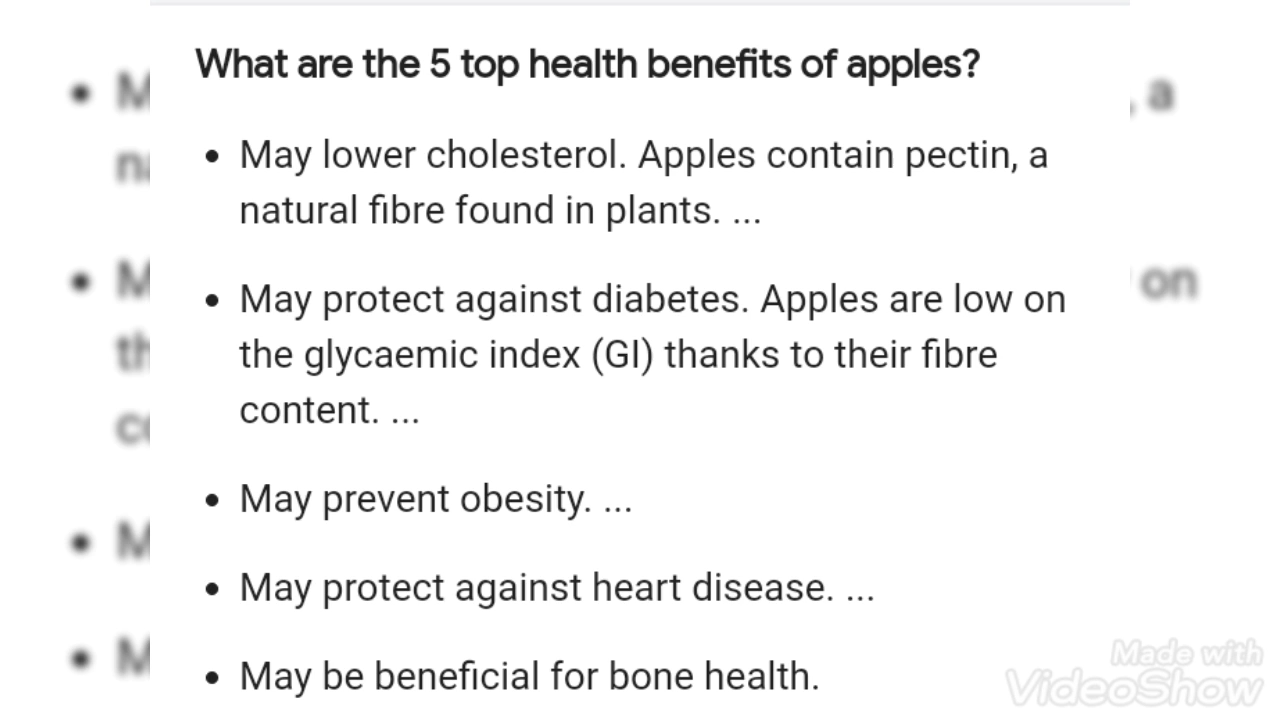 What are the 5 top health benefits of apples?
• May lower cholesterol. Apples contain pectin, a
natural fibre found in plants. ...
• May protect against diabetes. Apples are low on
the glycaemic index (GI) thanks to their fibre
content. ...
• May prevent obesity. ...
• May protect against heart disease. ...
• May be beneficial for bone health.
Made with
VideoShow